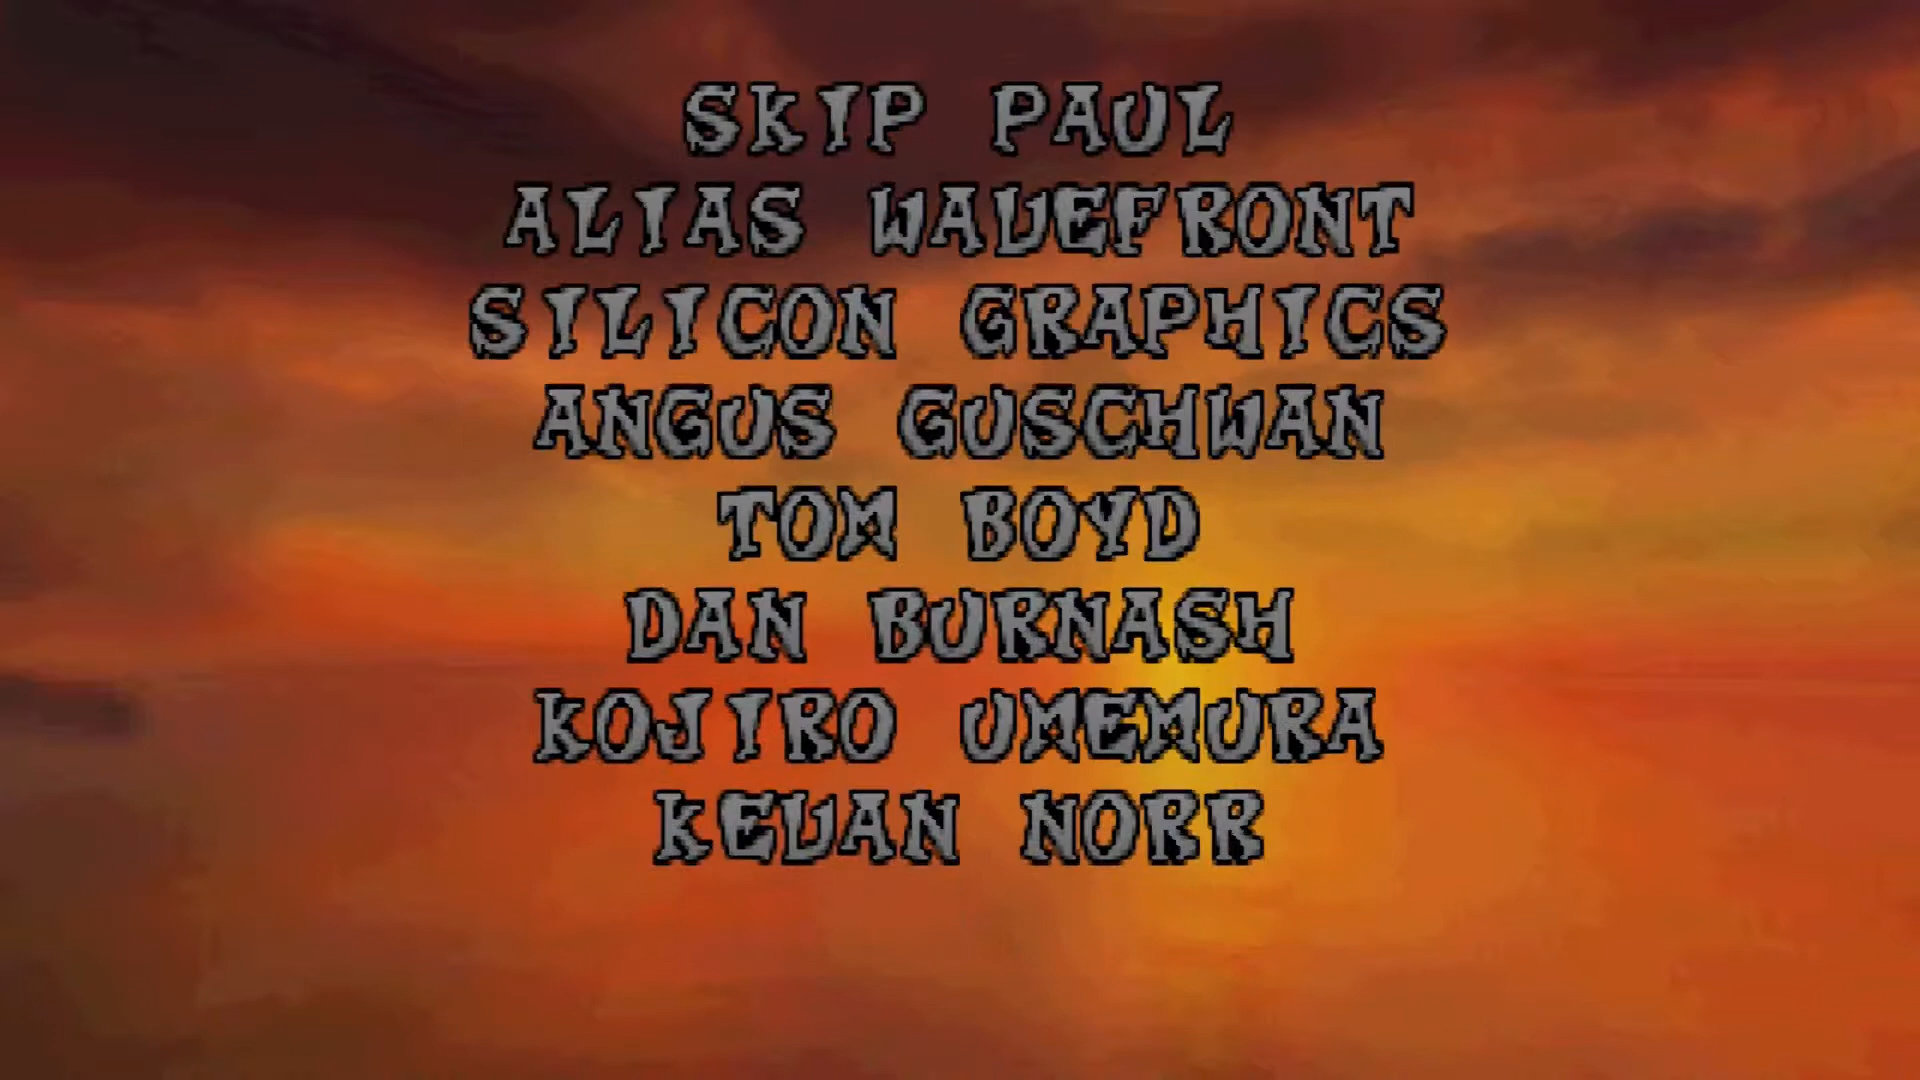 SKIP PAUL
ALIAS WAVEFRONT
SILICON GRAPHICS
ANGUS GUSCHWAN
TOM BOYD
DAN BURNASH
KOJIRO UMEMURA
KEVAN NORR